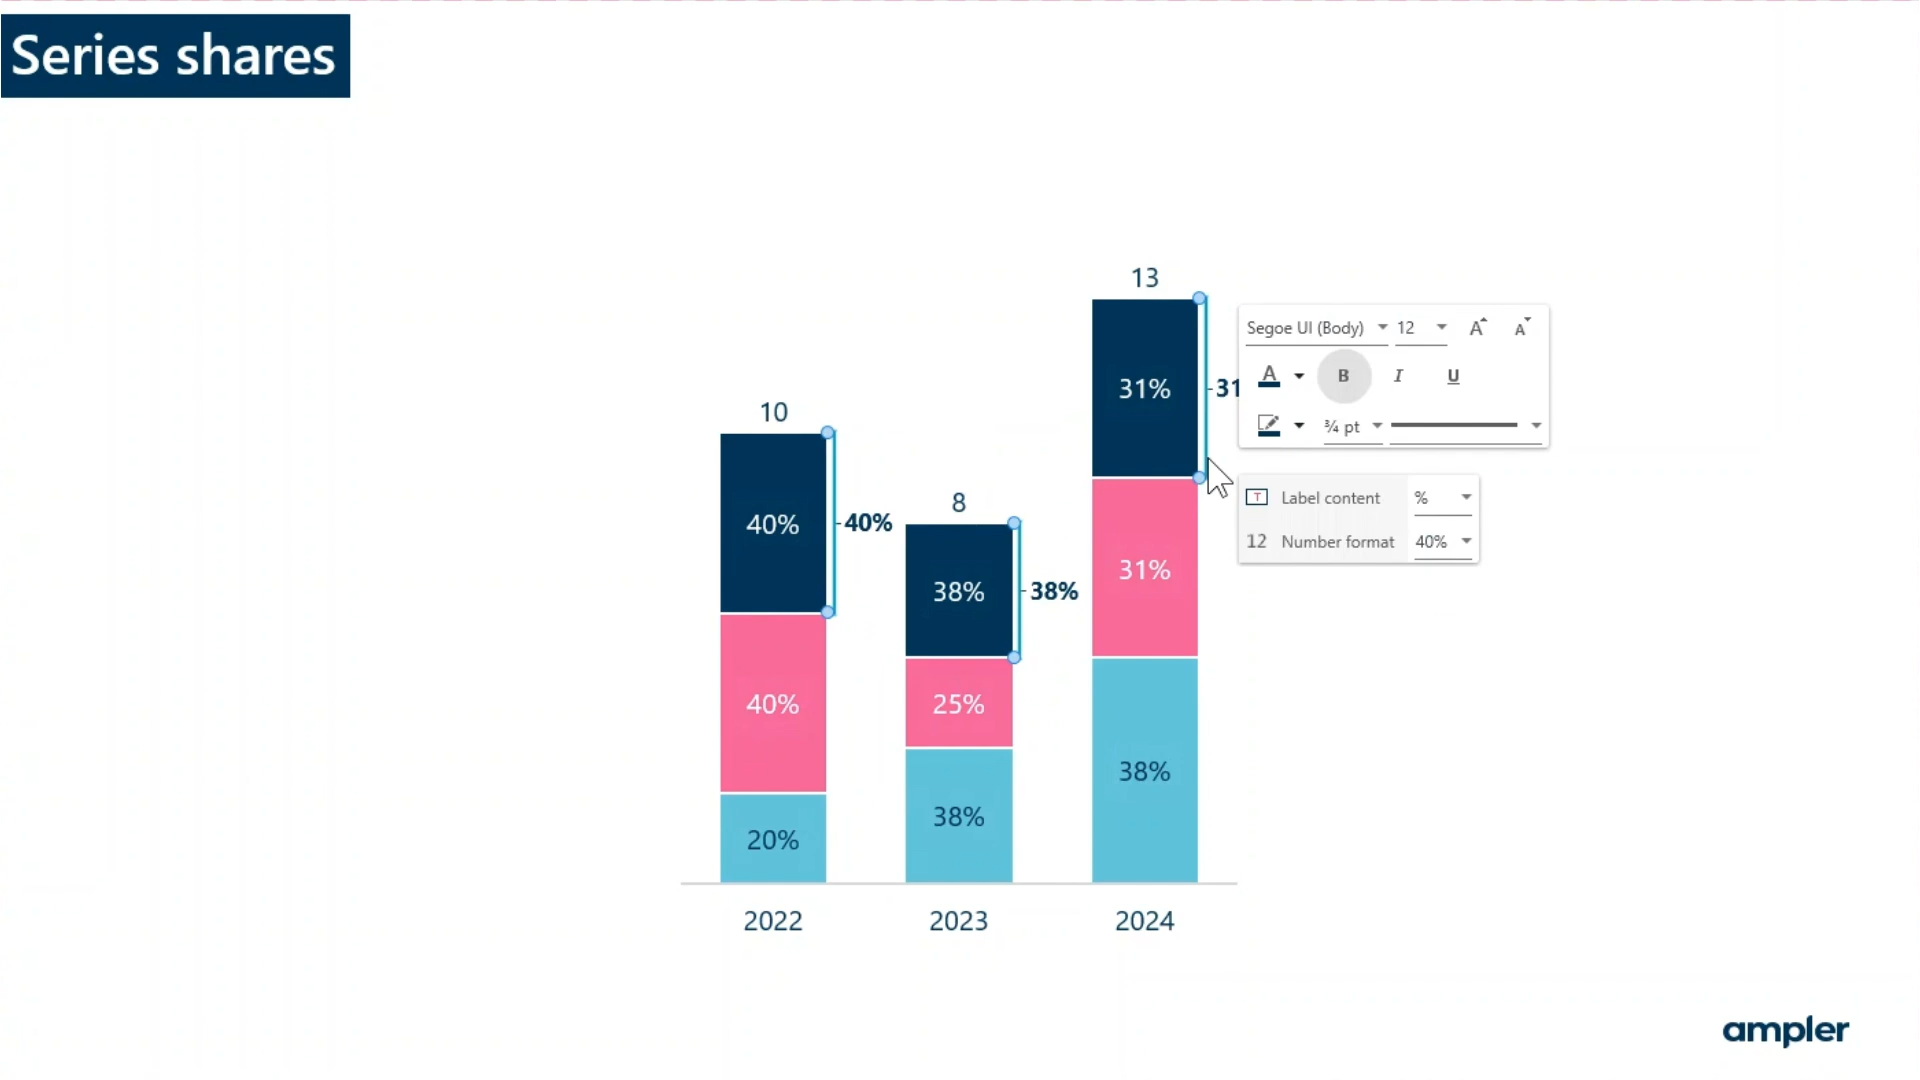 Series shares
13
Segoe UI (Body) 12 A A
A B I U
31% 31
¾ pt
10
T Label content %
40% 40%
8
12 Number format 40%
38% 38%
31%
40%
25%
38%
38%
20%
2022 2023 2024
ampler